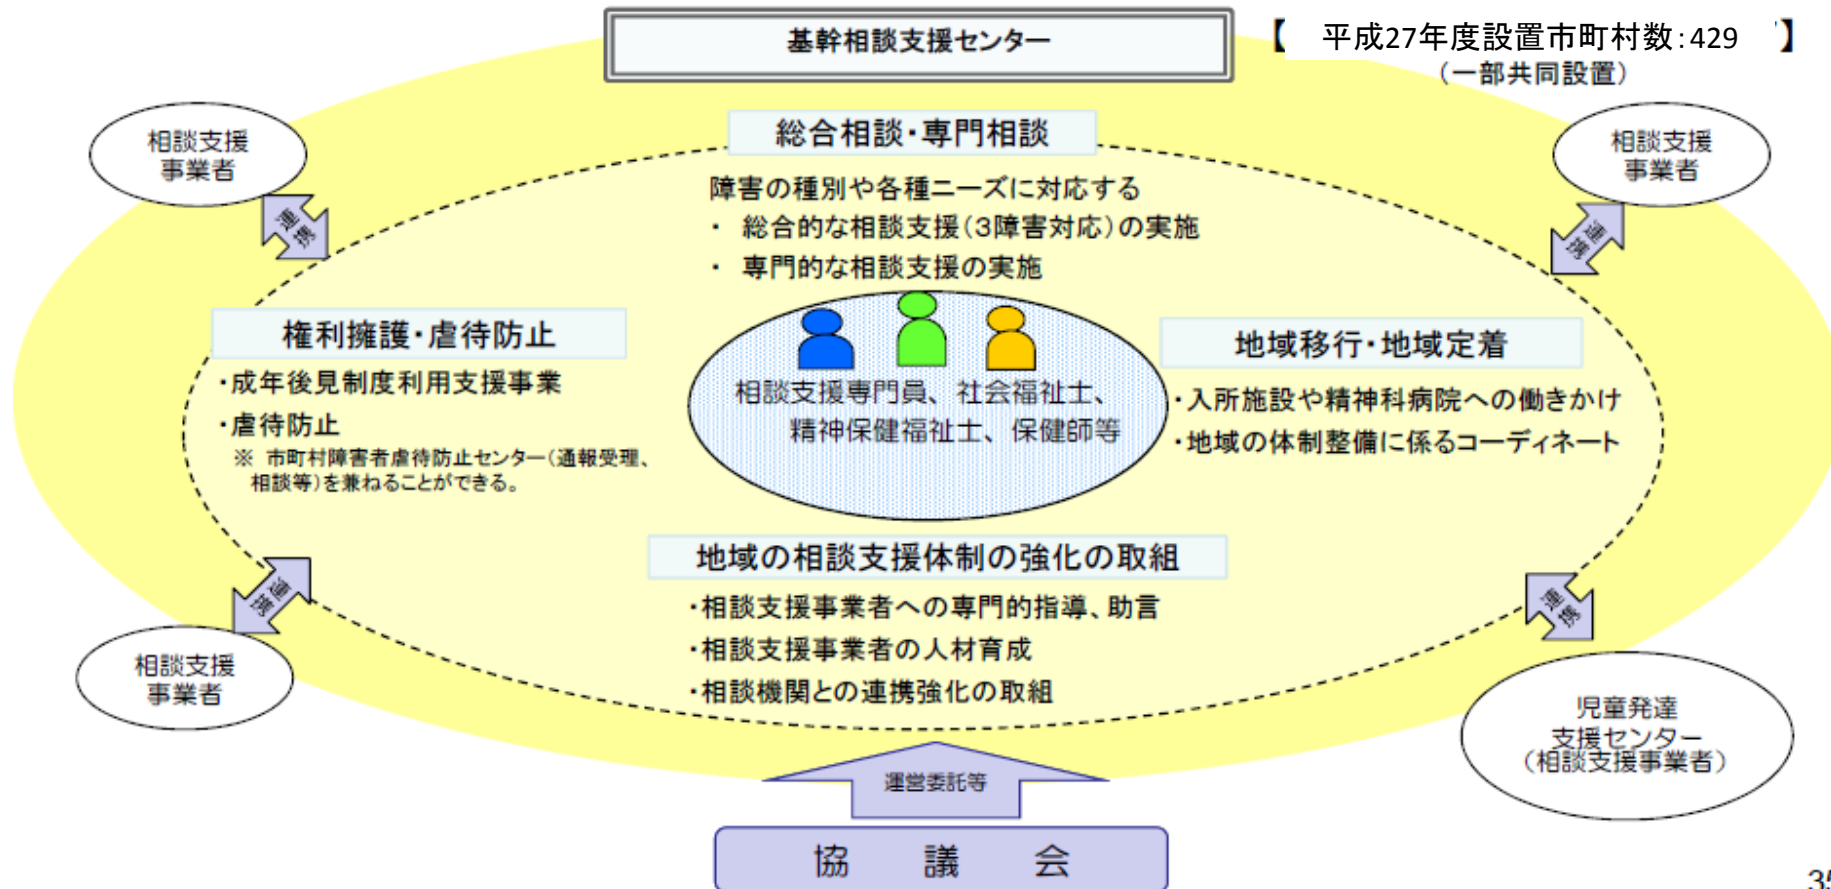 基幹相談支援センター
【 平成27年度設置市町村数:429 】
(一部共同設置)
相談支援
事業者
連携
相談支援
事業者
連携
総合相談・専門相談
障害の種別や各種ニーズに対応する
・ 総合的な相談支援(3障害対応)の実施
・ 専門的な相談支援の実施
権利擁護・虐待防止
・成年後見制度利用支援事業
・虐待防止
※ 市町村障害者虐待防止センター(通報受理、
相談等)を兼ねることができる。
相談支援専門員、社会福祉士、
精神保健福祉士、保健師等
地域移行・地域定着
・入所施設や精神科病院への働きかけ
・地域の体制整備に係るコーディネート
地域の相談支援体制の強化の取組
・相談支援事業者への専門的指導、助言
・相談支援事業者の人材育成
・相談機関との連携強化の取組
連携
相談支援
事業者
連携
児童発達
支援センター
(相談支援事業者)
運営委託等
協 議 会